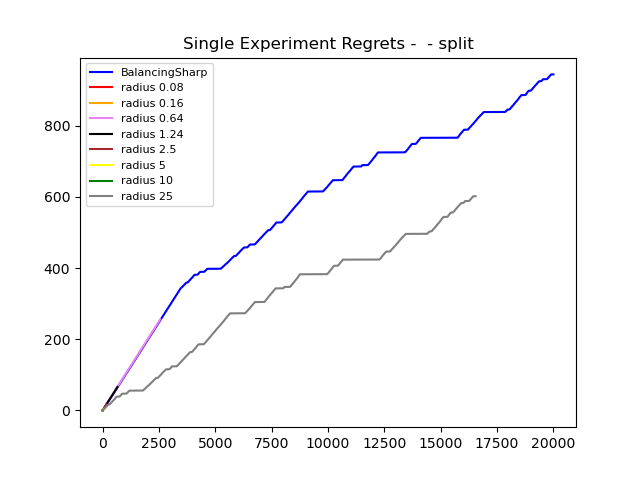 Single Experiment Regrets -  - split
BalancingSharp
radius 0.08
radius 0.16
radius 0.64
radius 1.24
radius 2.5
radius 5
radius 10
radius 25
800
600
400
200
0
0 2500 5000 7500 10000 12500 15000 17500 20000